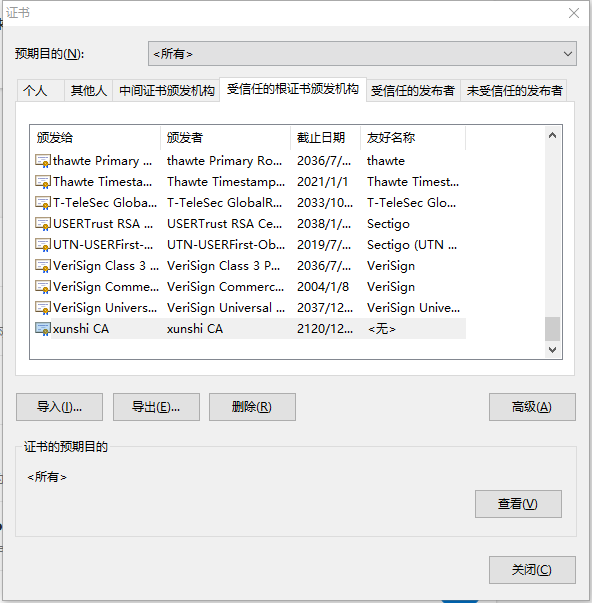 证书
预期目的(N):
<所有>
个人 其他人 中间证书颁发机构 受信任的根证书颁发机构 受信任的发布者 未受信任的发布者
颁发给 颁发者 截止日期 友好名称
thawte Primary ... thawte Primary Ro... 2036/7/... thawte
Thawte Timesta... Thawte Timestamp... 2021/1/1 Thawte Timest...
T-TeleSec Globa... T-TeleSec GlobalR... 2033/10... T-TeleSec Glo...
USERTrust RSA ... USERTrust RSA Ce... 2038/1/... Sectigo
UTN-USERFirst-... UTN-USERFirst-Ob... 2019/7/... Sectigo (UTN ...
VeriSign Class 3 ... VeriSign Class 3 P... 2036/7/... VeriSign
VeriSign Comme... VeriSign Commerc... 2004/1/8 VeriSign
VeriSign Univers... VeriSign Universal ... 2037/12... VeriSign Unive...
xunshi CA xunshi CA 2120/12... <无>
导入(I)... 导出(E)... 删除(R) 高级(A)
证书的预期目的
<所有>
查看(V)
关闭(C)